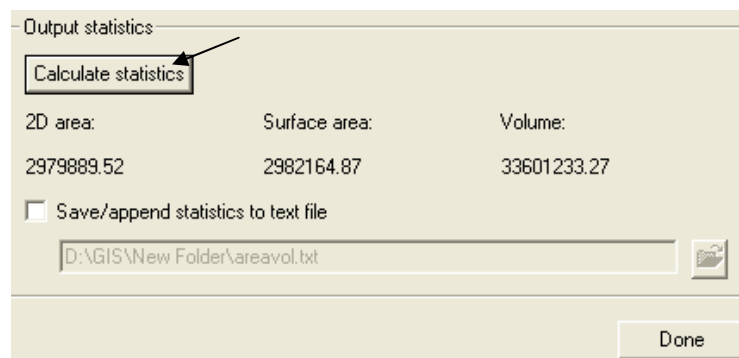 Output statistics
Calculate statistics
2D area: Surface area: Volume:
2979889.52 2982164.87 33601233.27
Save/append statistics to text file
D:\GIS\New Folder\areavol.txt
Done